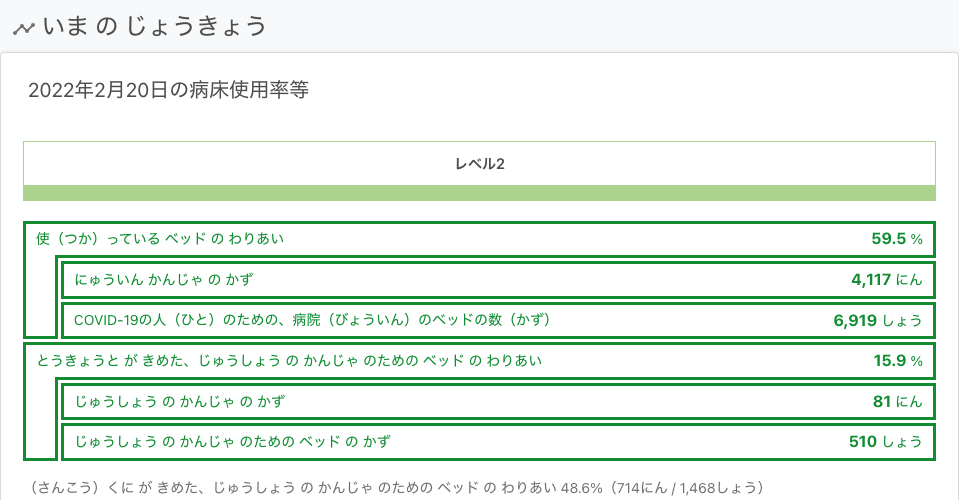 いま の じょうきょう
2022年2月20日の病床使用率等
レベル2
使（つか）っている ベッド の わりあい 59.5 %
にゅういん かんじゃ の かず 4,117 にん
COVID-19の人（ひと）のための、病院（びょういん）のベッドの数（かず） 6,919 しょう
とうきょうと が きめた、じゅうしょう の かんじゃ のための ベッド の わりあい 15.9 %
じゅうしょう の かんじゃ の かず 81 にん
じゅうしょう の かんじゃ のための ベッド の かず 510 しょう
（さんこう）くに が きめた、じゅうしょう の かんじゃ のための ベッド の わりあい 48.6%（714にん / 1,468しょう）